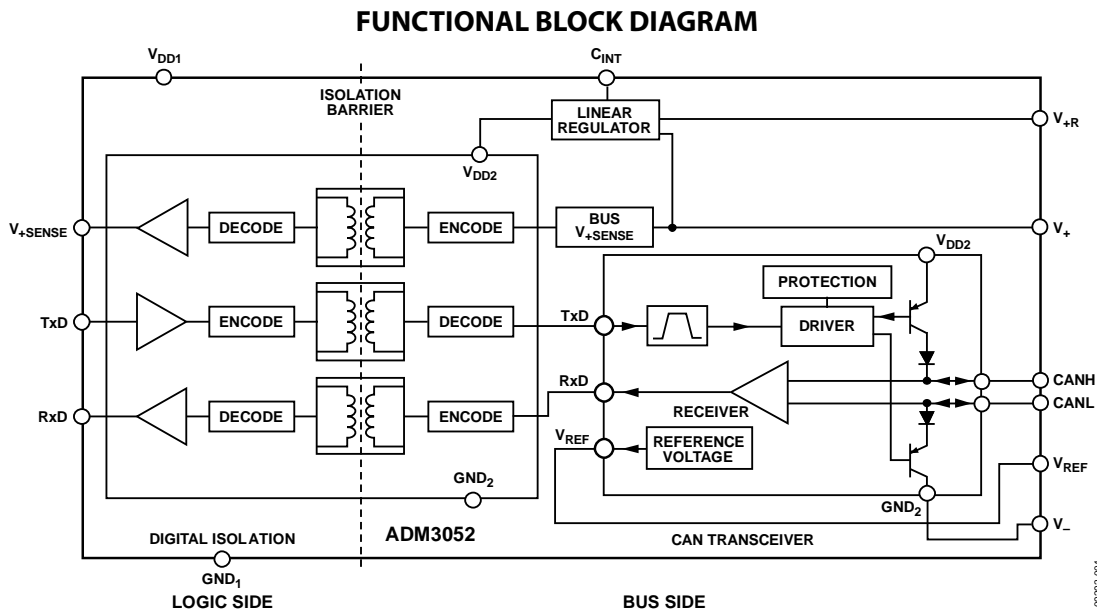 FUNCTIONAL BLOCK DIAGRAM
VDD1
CINT
ISOLATION
BARRIER
LINEAR
REGULATOR
V+R
VDD2
V+SENSE
DECODE
ENCODE
BUS
V+SENSE
V+
VDD2
PROTECTION
TxD
ENCODE
DECODE
TxD
DRIVER
RxD
DECODE
ENCODE
RxD
RECEIVER
CANH
CANL
VREF
REFERENCE
VOLTAGE
VREF
GND2
GND2
V–
DIGITAL ISOLATION
ADM3052
CAN TRANSCEIVER
GND1
LOGIC SIDE
BUS SIDE